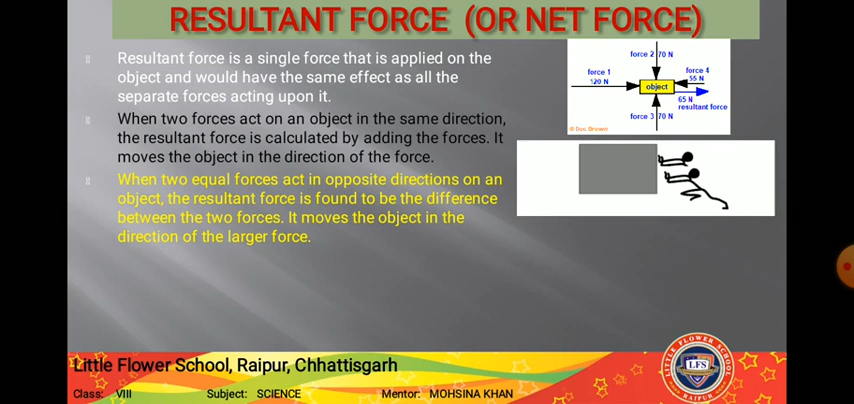 RESULTANT FORCE (OR NET FORCE)
Resultant force is a single force that is applied on the
object and would have the same effect as all the
separate forces acting upon it.
When two forces act on an object in the same direction,
the resultant force is calculated by adding the forces. It
moves the object in the direction of the force.
When two equal forces act in opposite directions on an
object, the resultant force is found to be the difference
between the two forces. It moves the object in the
direction of the larger force.
force 2 70 N
force 1
120 N
force 4
55 N
object
65 N
resultant force
force 3 70 N
© Doc. Brown
Little Flower School, Raipur, Chhattisgarh
Class: VIII Subject: SCIENCE Mentor: MOHSINA KHAN
LITTLE FLOWER SCHOOL
LFS
RAIPUR